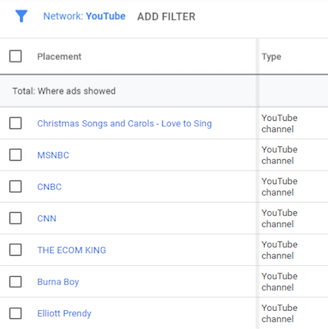 Network: YouTube ADD FILTER
Placement Type
Total: Where ads showed
Christmas Songs and Carols - Love to Sing YouTube channel
MSNBC YouTube channel
CNBC YouTube channel
CNN YouTube channel
THE ECOM KING YouTube channel
Burna Boy YouTube channel
Elliott Prendy YouTube channel